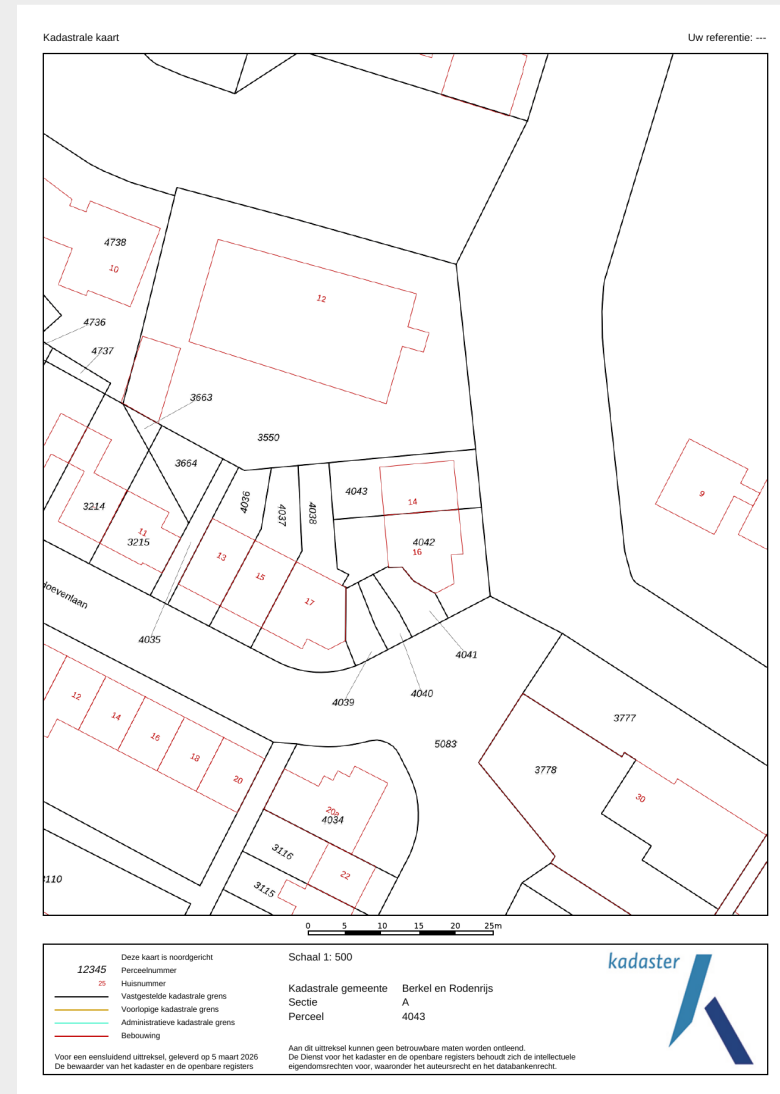 Kadastrale kaart
Uw referentie: ---
4738
10
12
4736
4737
3663
3550
3664
4036
4037
4038
4043
14
4042
16
9
3214
11
3215
13
15
17
4035
4041
4040
4039
12
14
16
18
20
5083
3777
3778
30
20a
4034
3116
22
3115
0 5 10 15 20 25m
Deze kaart is noordgericht
12345 Perceelnummer
25 Huisnummer
Vastgestelde kadastrale grens
Voorlopige kadastrale grens
Administratieve kadastrale grens
Bebouwing
Voor een eensluidend uittreksel, geleverd op 5 maart 2026
De bewaarder van het kadaster en de openbare registers
Schaal 1: 500
Kadastrale gemeente Berkel en Rodenrijs
Sectie A
Perceel 4043
Aan dit uittreksel kunnen geen betrouwbare maten worden ontleend.
De Dienst voor het kadaster en de openbare registers behoudt zich de intellectuele
eigendomsrechten voor, waaronder het auteursrecht en het databankenrecht.
kadaster